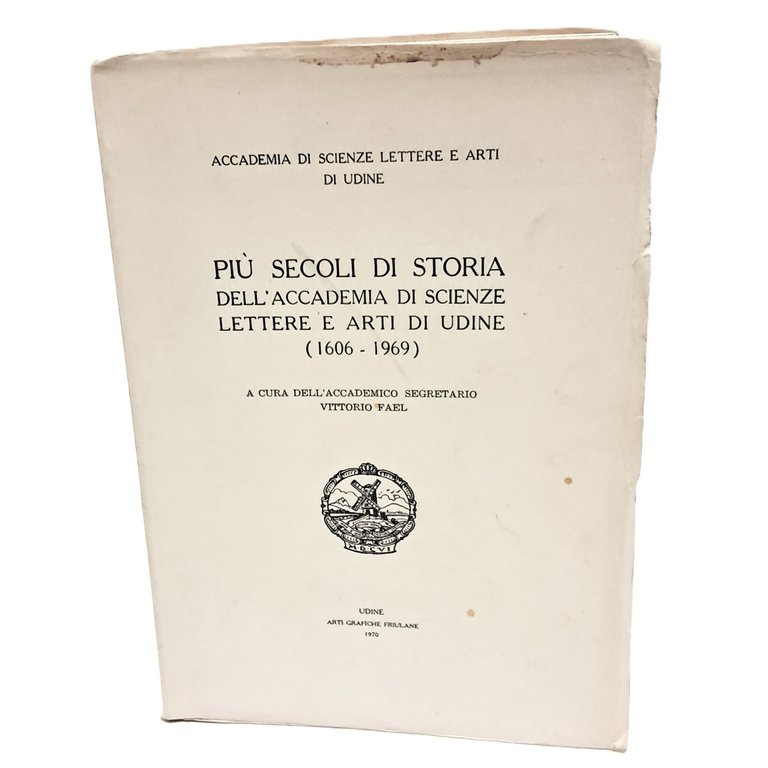 ACCADEMIA DI SCIENZE LETTERE E ARTI
DI UDINE
PIÙ SECOLI DI STORIA
DELL'ACCADEMIA DI SCIENZE
LETTERE E ARTI DI UDINE
(1606 - 1969)
A CURA DELL'ACCADEMICO SEGRETARIO
VITTORIO FAEL
MDCVI
UDINE
ARTI GRAFICHE FRIULANE
1970